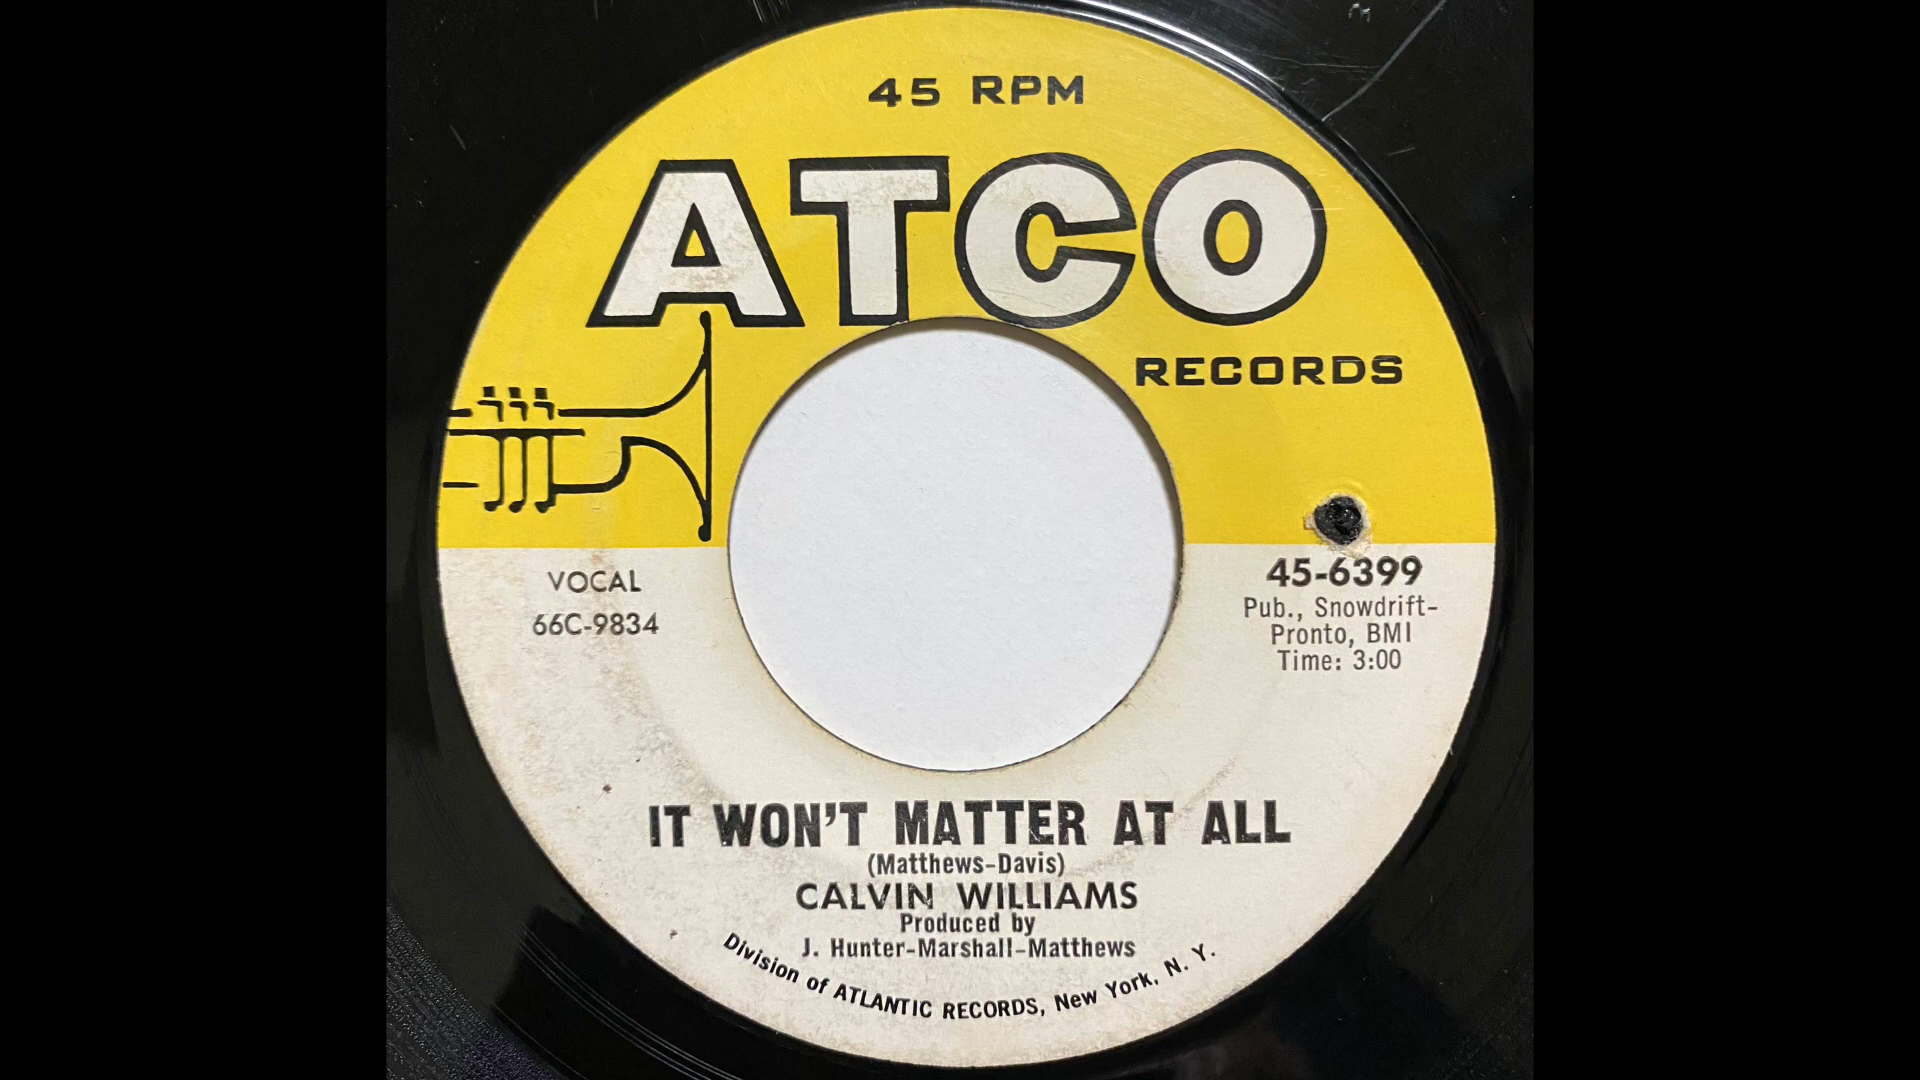 45 RPM
ATCO
RECORDS
VOCAL
66C-9834
45-6399
Pub., Snowdrift-
Pronto, BMI
Time: 3:00
IT WON'T MATTER AT ALL
(Matthews-Davis)
CALVIN WILLIAMS
Produced by
J. Hunter-Marshall-Matthews
Division of ATLANTIC RECORDS, New York, N. Y.